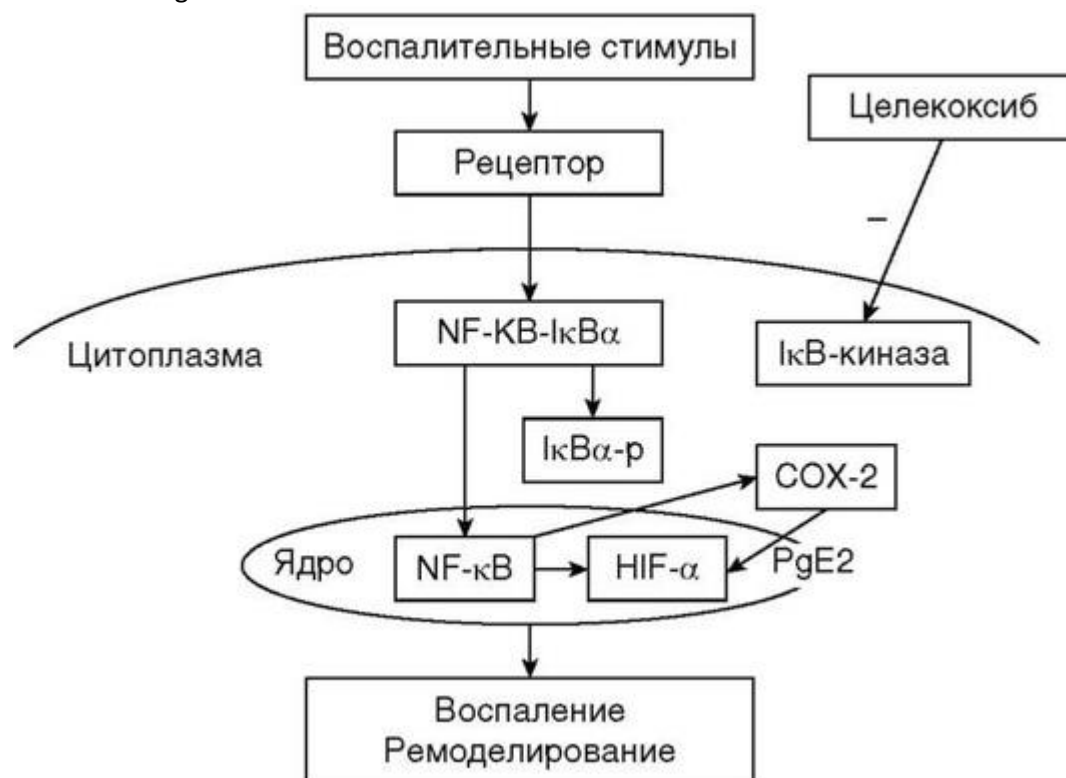 Воспалительные стимулы
Целекоксиб
Рецептор
–
NF-KB-IκBα
Цитоплазма
IκB-киназа
IκBα-p
COX-2
Ядро
NF-κB
HIF-α
PgE2
Воспаление
Ремоделирование